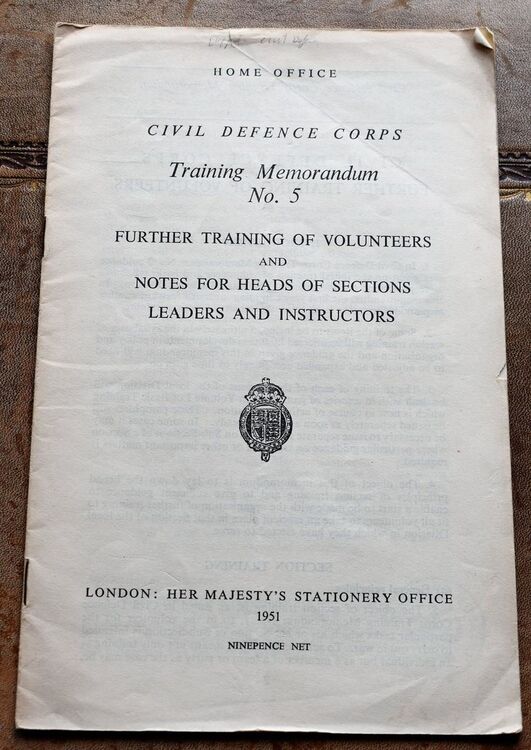 HOME OFFICE
CIVIL DEFENCE CORPS
Training Memorandum
No. 5
FURTHER TRAINING OF VOLUNTEERS
AND
NOTES FOR HEADS OF SECTIONS
LEADERS AND INSTRUCTORS
LONDON: HER MAJESTY'S STATIONERY OFFICE
1951
NINEPENCE NET